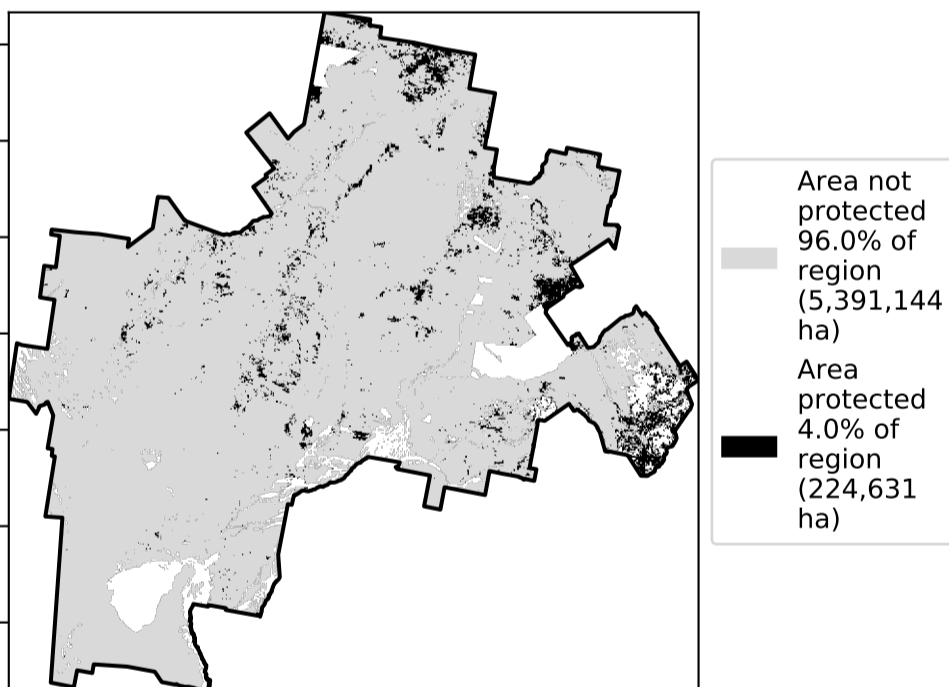 Area not
protected
96.0% of
region
(5,391,144
ha)
Area
protected
4.0% of
region
(224,631
ha)